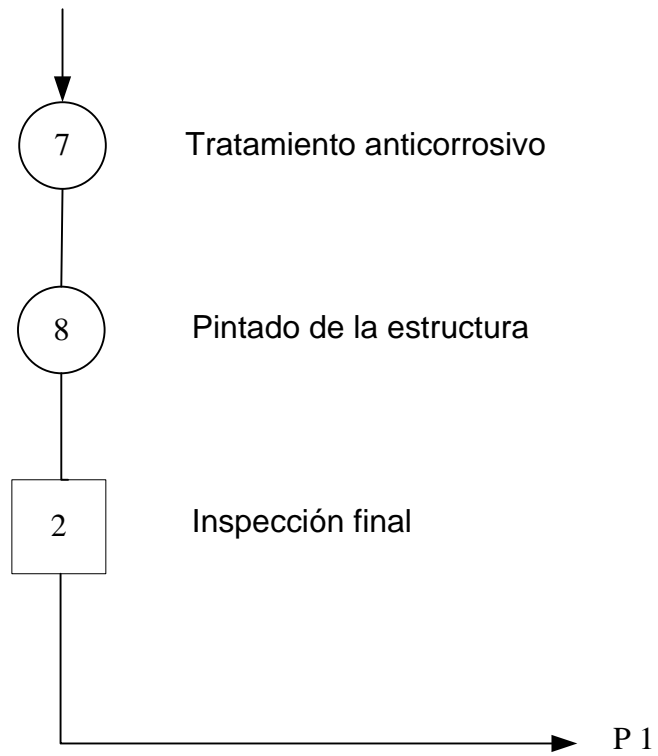 7 Tratamiento anticorrosivo
8 Pintado de la estructura
2 Inspección final
P 1